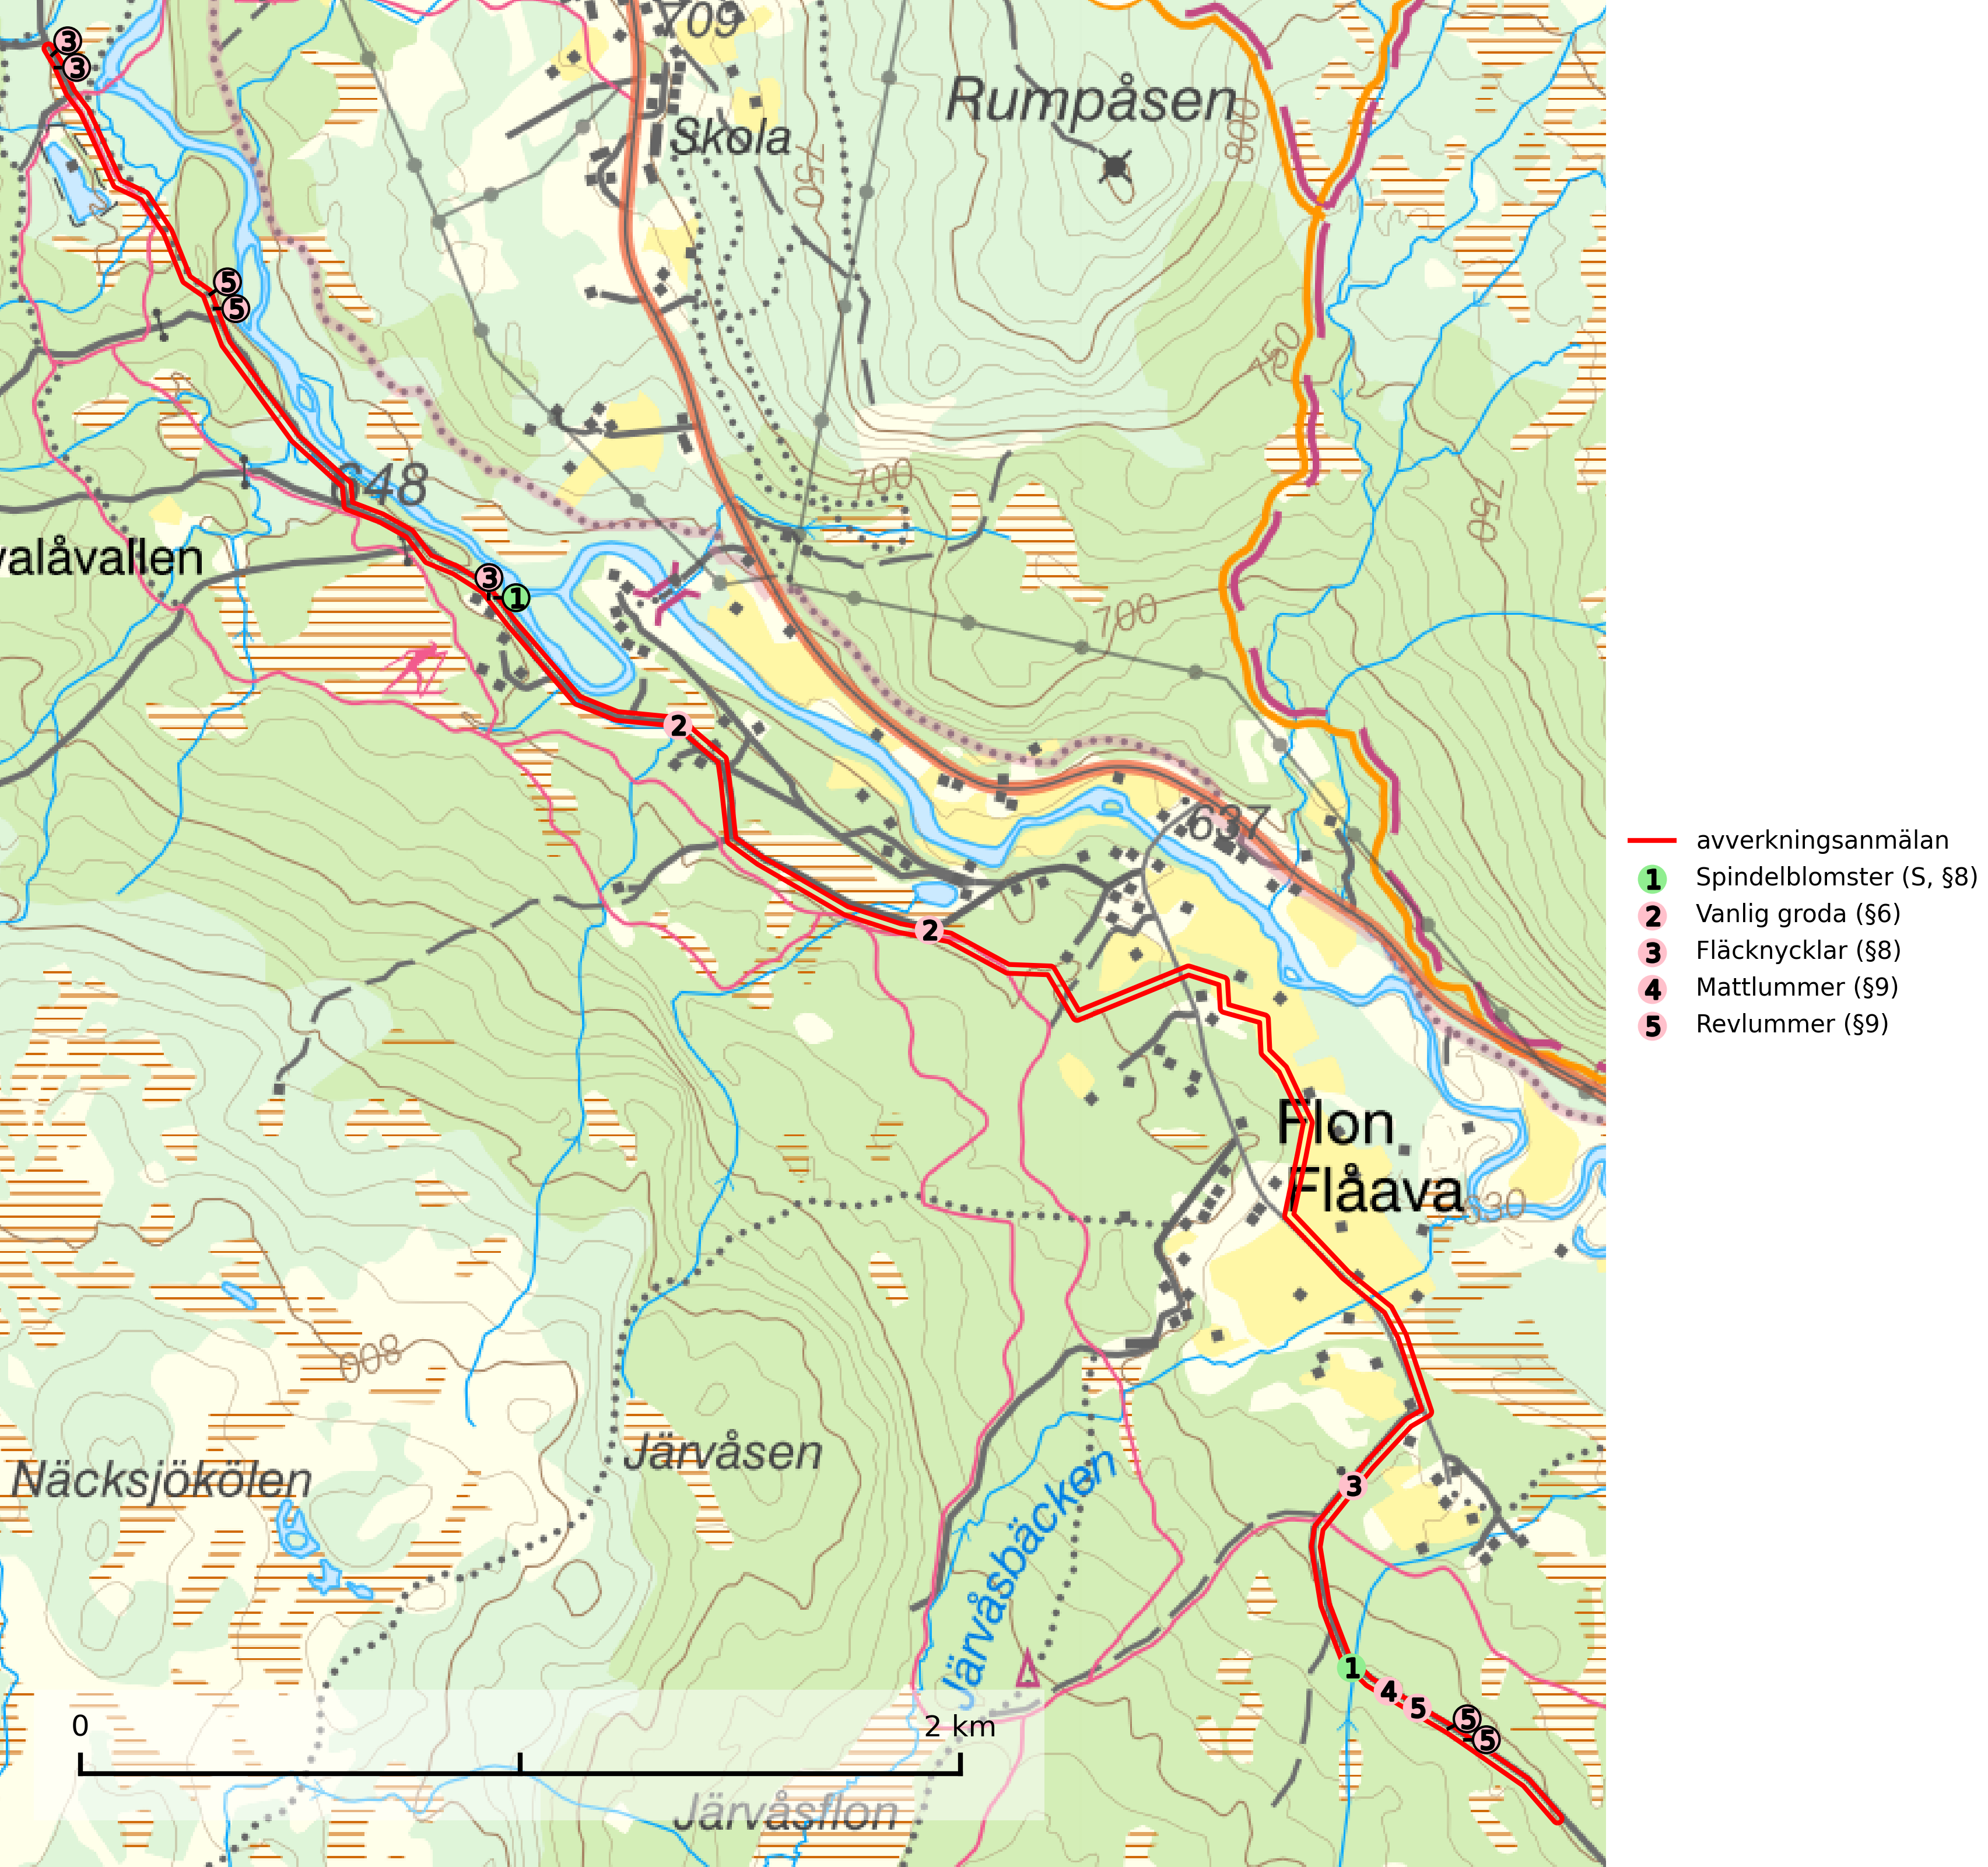 709
Rumpåsen
Skola
800
750
750
648
700
750
valåvallen
700
637
Flon
Flåava
630
800
Järvåsen
Näcksjökölen
Järvåsbäcken
Järvåsflon
0
2 km
3
3
5
5
3
1
2
2
3
1
4
5
5
5
avverkningsanmälan
1 Spindelblomster (S, §8)
2 Vanlig groda (§6)
3 Fläcknycklar (§8)
4 Mattlummer (§9)
5 Revlummer (§9)